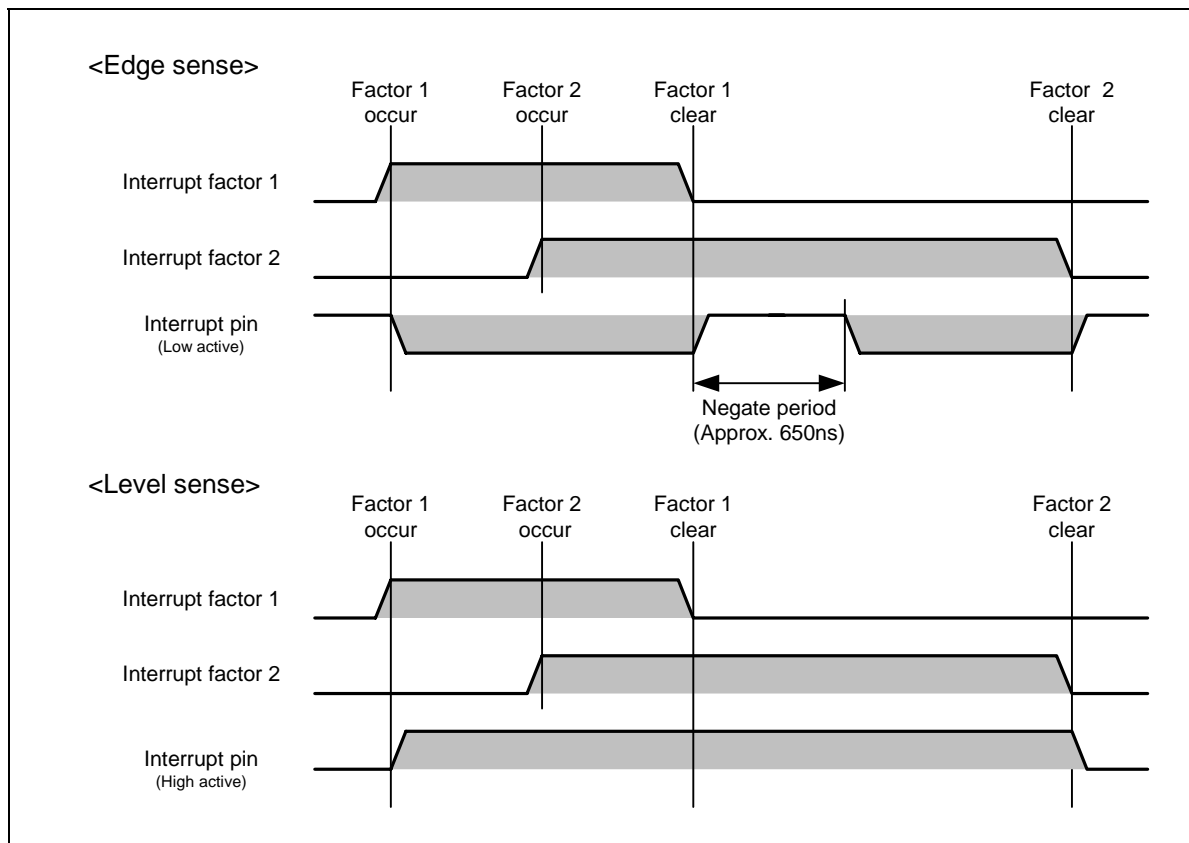 <Edge sense>
Factor 1
occur
Factor 2
occur
Factor 1
clear
Factor  2
clear
Interrupt factor 1
Interrupt factor 2
Interrupt pin
(Low active)
Negate period
(Approx. 650ns)
<Level sense>
Factor 1
occur
Factor 2
occur
Factor 1
clear
Factor 2
clear
Interrupt factor 1
Interrupt factor 2
Interrupt pin
(High active)